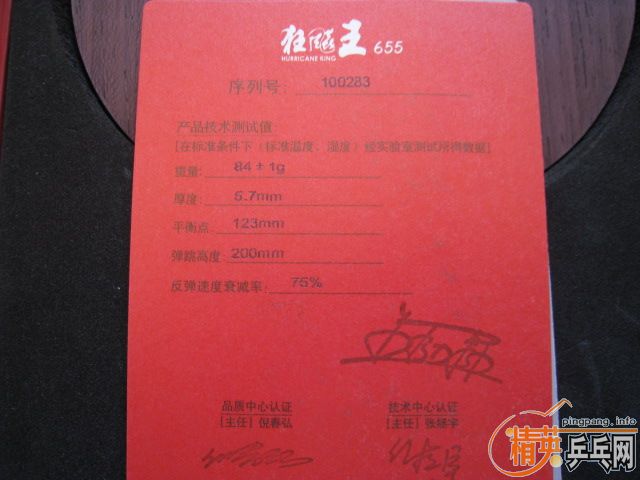 狂飚王 655
HURRICANE KING
序列号: 100283
产品技术测试值:
[在标准条件下（标准温度、湿度）经实验室测试所得数据]
重量: 84 ± 1g
厚度: 5.7mm
平衡点 123mm
弹跳高度 200mm
反弹速度衰减率: 75%
品质中心认证 技术中心认证
[主任] 倪春弘 [主任]
pingpang.info
精英乒乓网